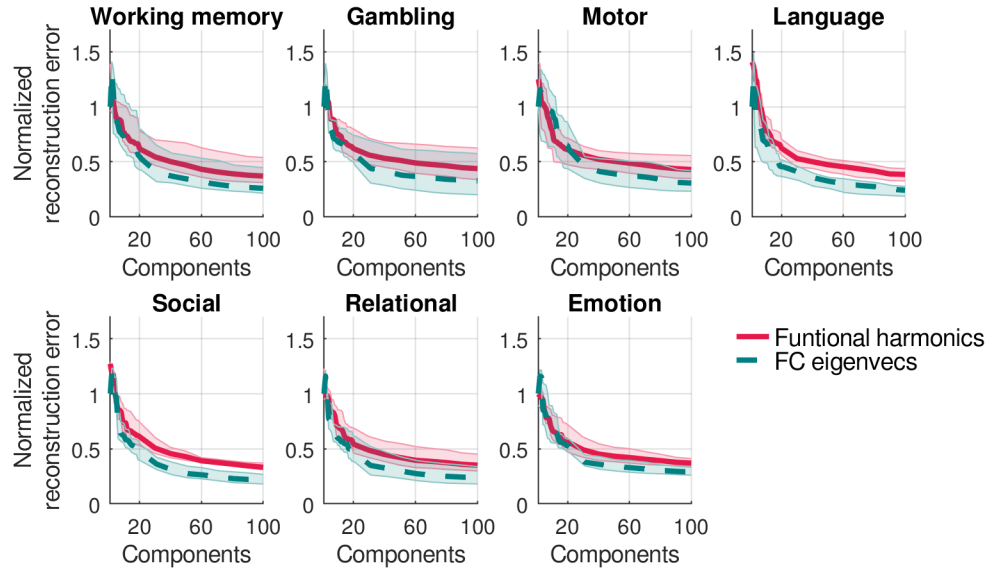 Working memory
Gambling
Motor
Language
Normalized
reconstruction error
1.5
1
0.5
0
20 60 100
Components
1.5
1
0.5
0
20 60 100
Components
1.5
1
0.5
0
20 60 100
Components
1.5
1
0.5
0
20 60 100
Components
Social
Relational
Emotion
Normalized
reconstruction error
1.5
1
0.5
0
20 60 100
Components
1.5
1
0.5
0
20 60 100
Components
1.5
1
0.5
0
20 60 100
Components
Funtional harmonics
FC eigenvecs